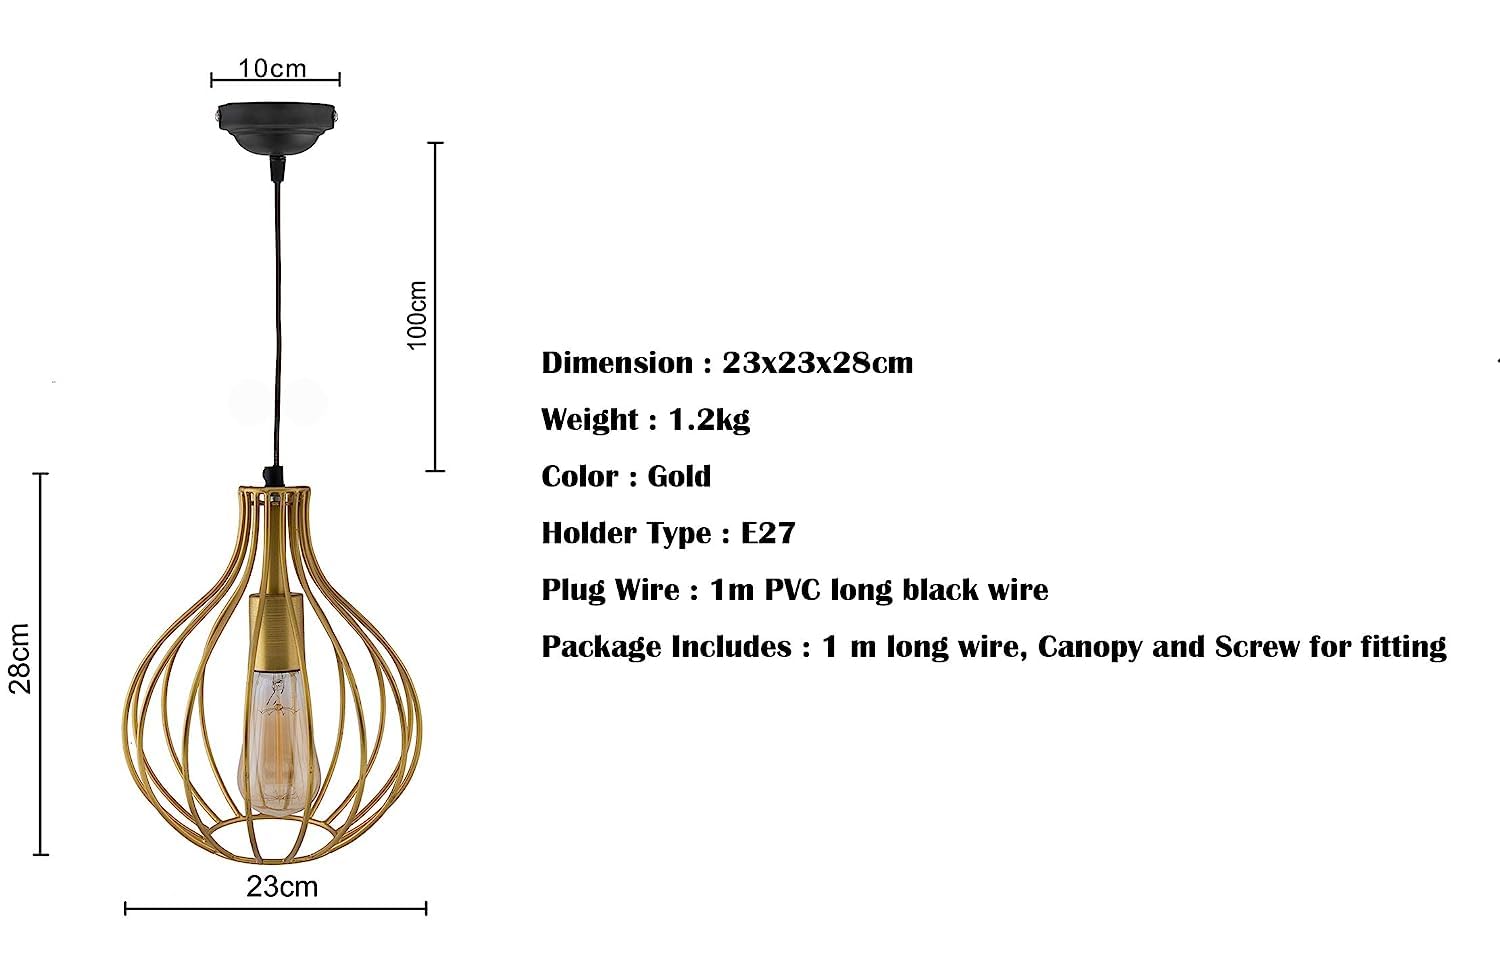 10cm
100cm
Dimension : 23x23x28cm
Weight : 1.2kg
Color : Gold
Holder Type : E27
Plug Wire : 1m PVC long black wire
Package Includes : 1 m long wire, Canopy and Screw for fitting
28cm
23cm